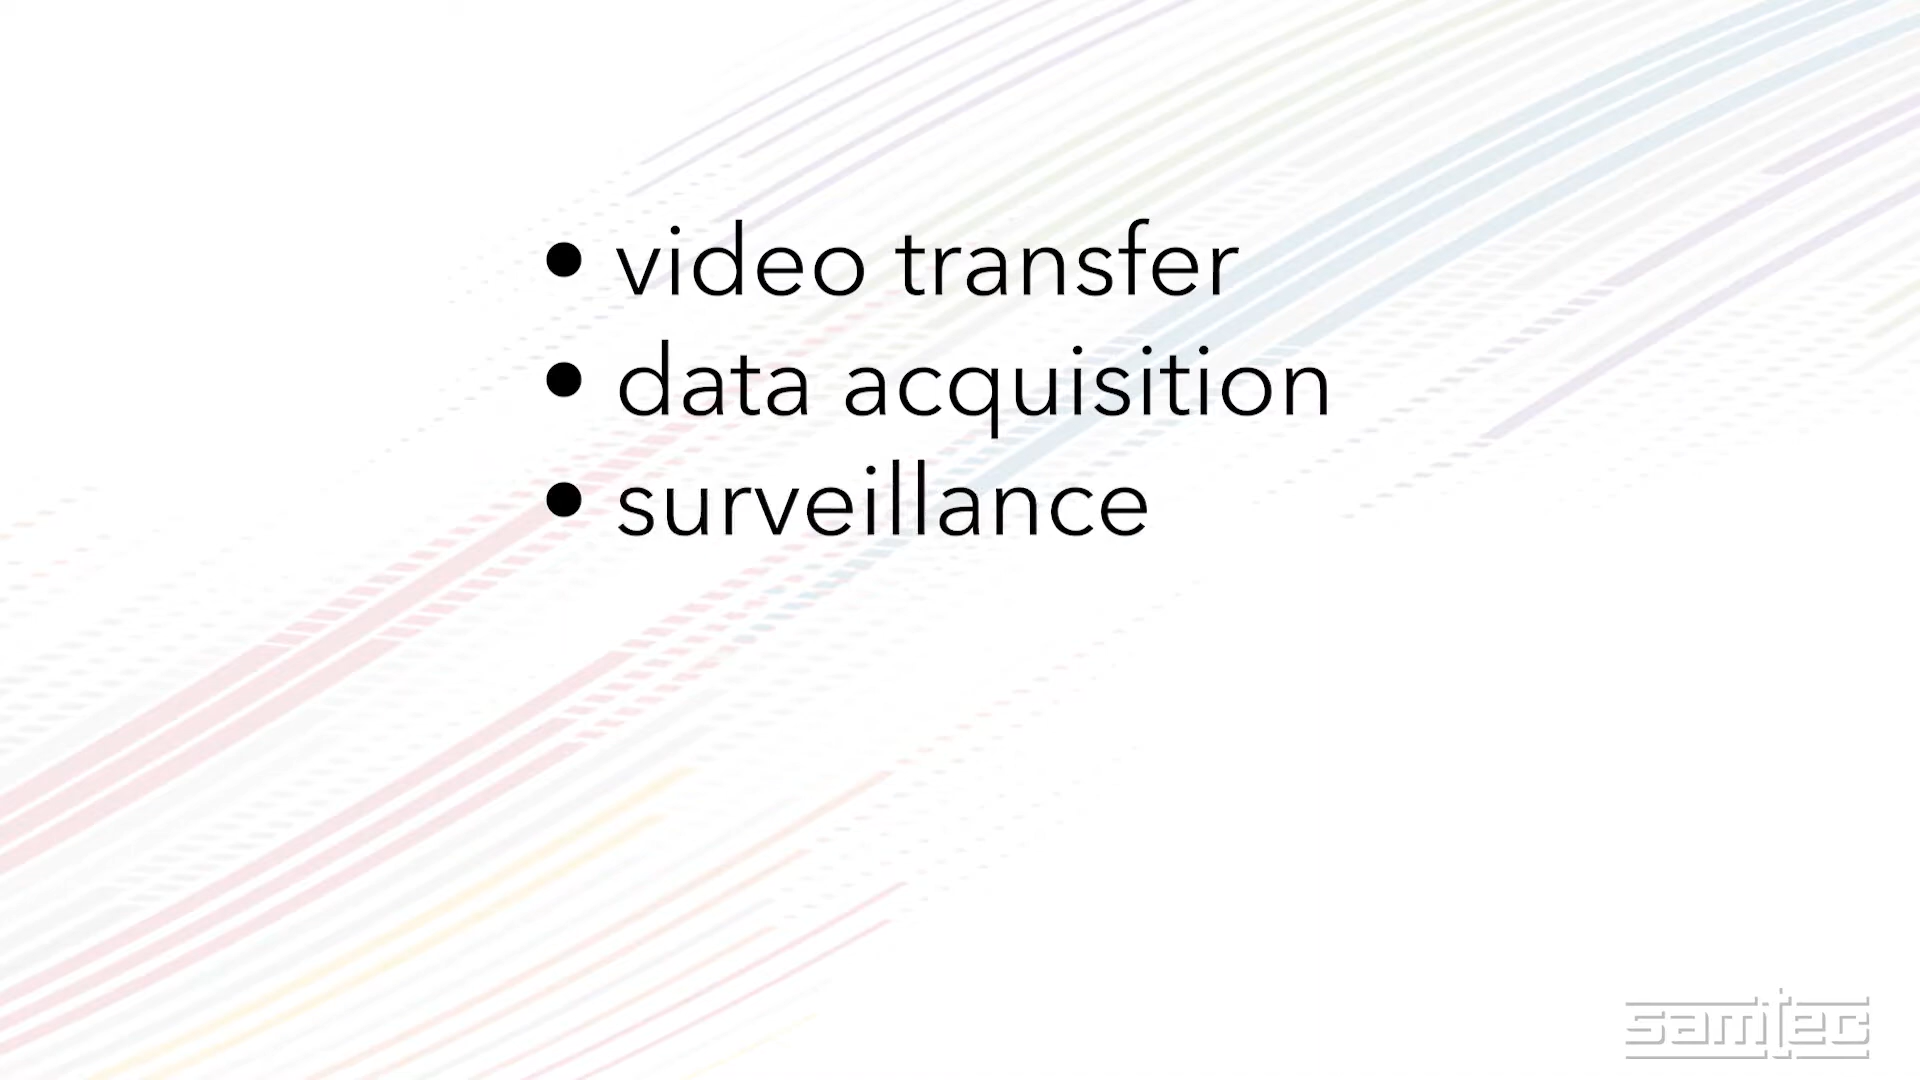 • video transfer
• data acquisition
• surveillance
samtec